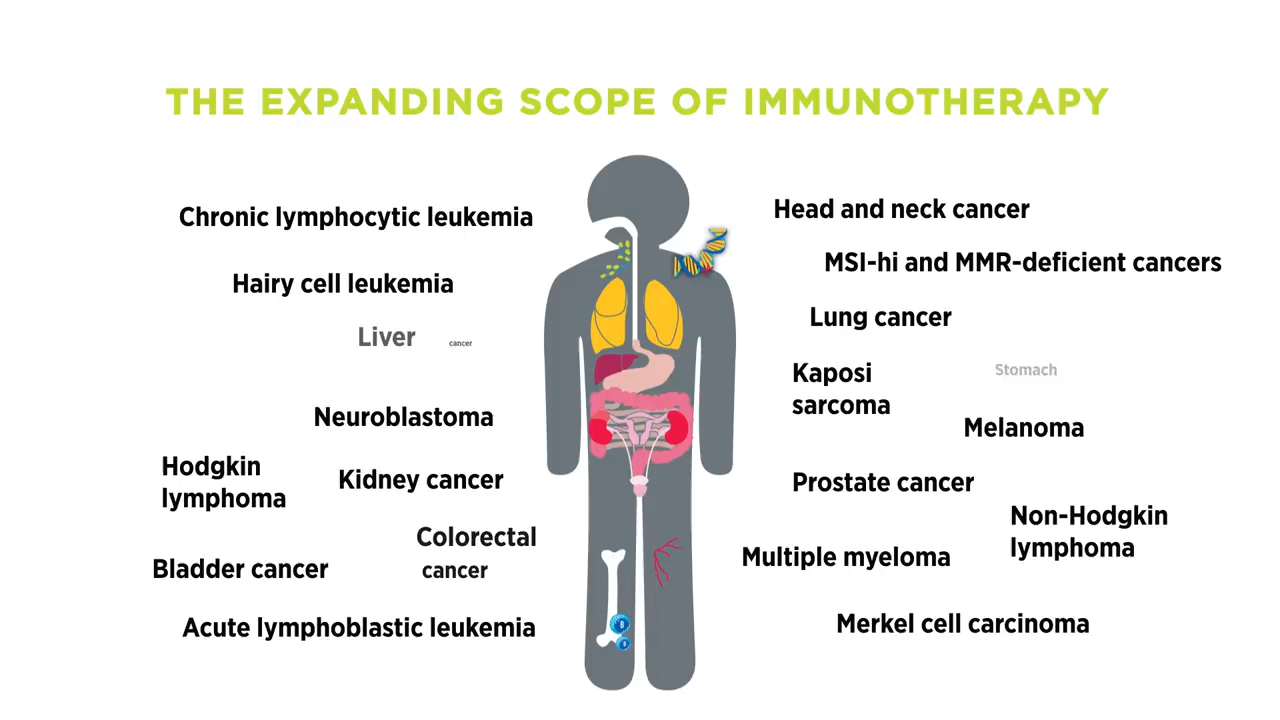 THE EXPANDING SCOPE OF IMMUNOTHERAPY
Chronic lymphocytic leukemia
Hairy cell leukemia
Liver cancer
Neuroblastoma
Hodgkin
lymphoma
Kidney cancer
Colorectal
cancer
Bladder cancer
Acute lymphoblastic leukemia
B
B
Head and neck cancer
MSI-hi and MMR-deficient cancers
Lung cancer
Kaposi
sarcoma
Stomach
Melanoma
Prostate cancer
Non-Hodgkin
lymphoma
Multiple myeloma
Merkel cell carcinoma